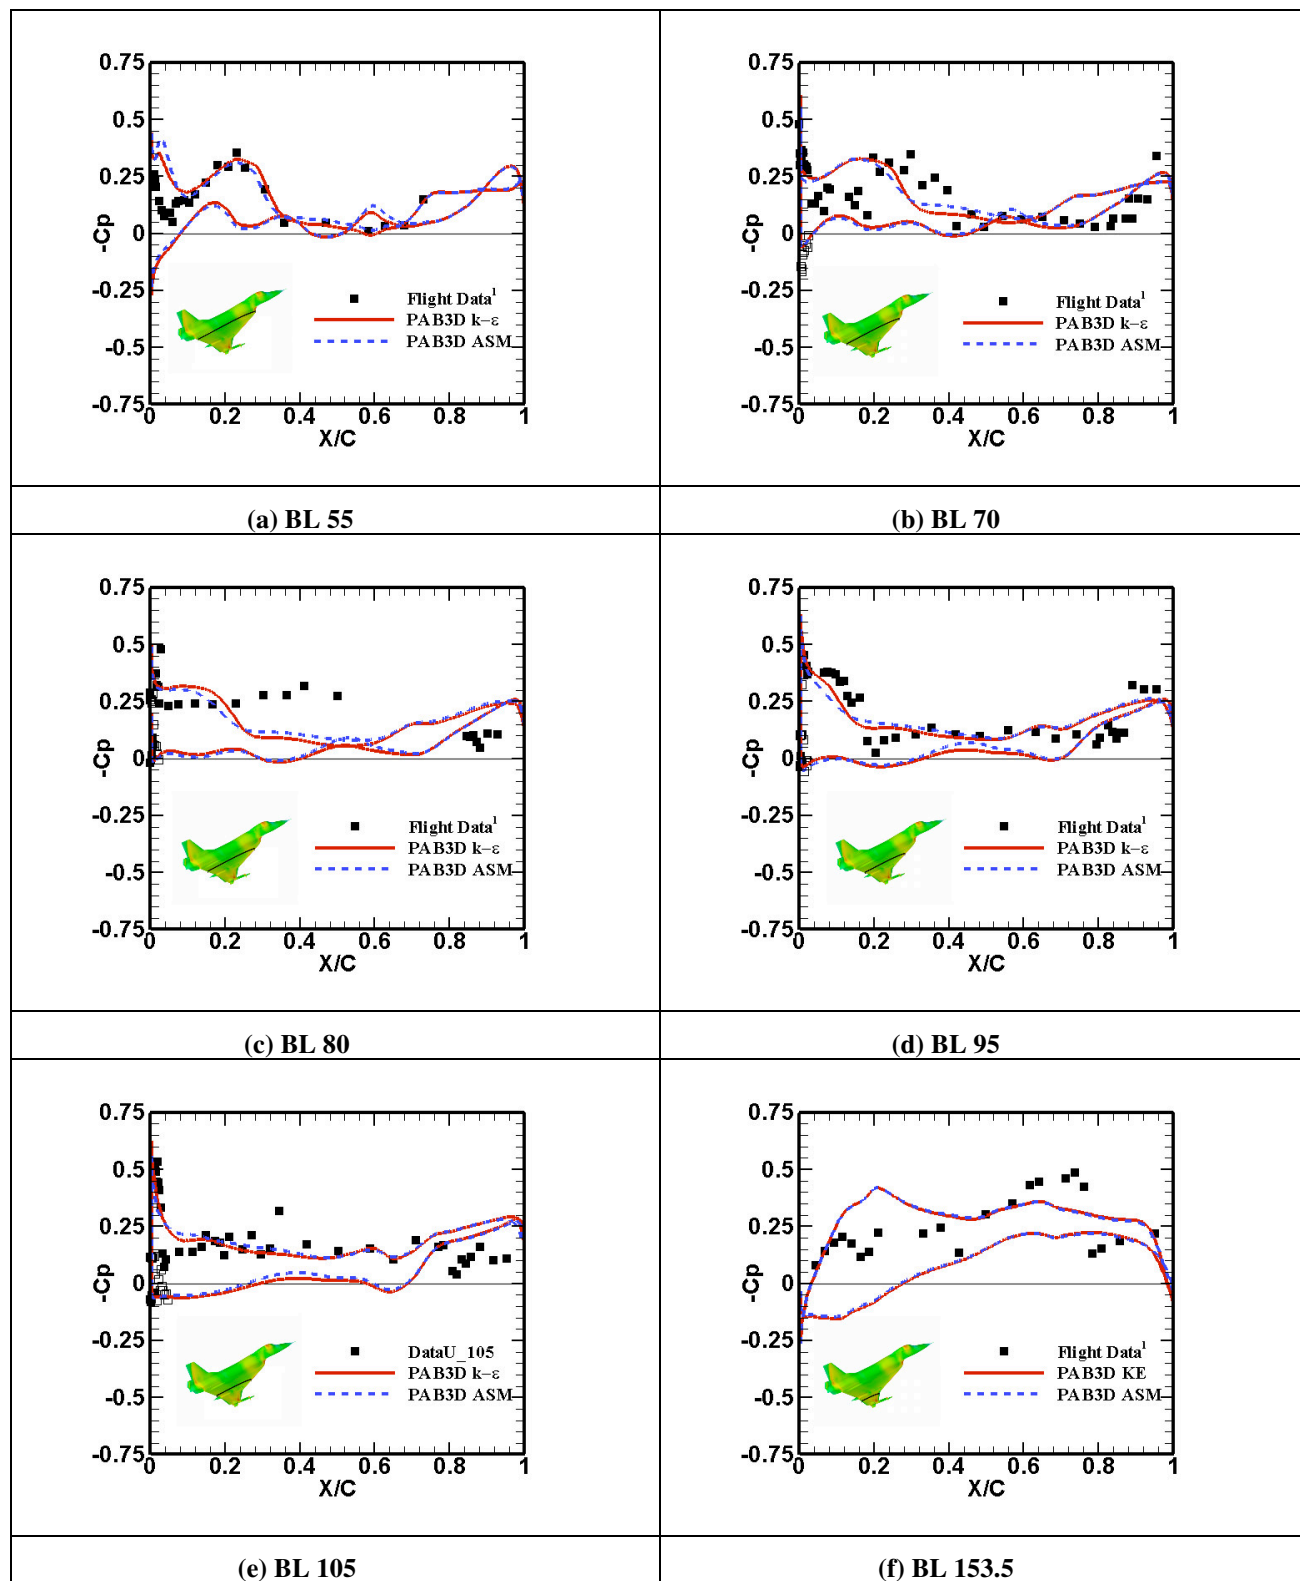 0.75
0.5
0.25
0
-0.25
-0.5
-0.75
-Cp
0 0.2 0.4 0.6 0.8 1
X/C
Flight Data¹
PAB3D k-ε
PAB3D ASM
0.75
0.5
0.25
0
-0.25
-0.5
-0.75
-Cp
0 0.2 0.4 0.6 0.8 1
X/C
Flight Data¹
PAB3D k-ε
PAB3D ASM
(a) BL 55
(b) BL 70
0.75
0.5
0.25
0
-0.25
-0.5
-0.75
-Cp
0 0.2 0.4 0.6 0.8 1
X/C
Flight Data¹
PAB3D k-ε
PAB3D ASM
0.75
0.5
0.25
0
-0.25
-0.5
-0.75
-Cp
0 0.2 0.4 0.6 0.8 1
X/C
Flight Data¹
PAB3D k-ε
PAB3D ASM
(c) BL 80
(d) BL 95
0.75
0.5
0.25
0
-0.25
-0.5
-0.75
-Cp
0 0.2 0.4 0.6 0.8 1
X/C
DataU_105
PAB3D k-ε
PAB3D ASM
0.75
0.5
0.25
0
-0.25
-0.5
-0.75
-Cp
0 0.2 0.4 0.6 0.8 1
X/C
Flight Data¹
PAB3D KE
PAB3D ASM
(e) BL 105
(f) BL 153.5